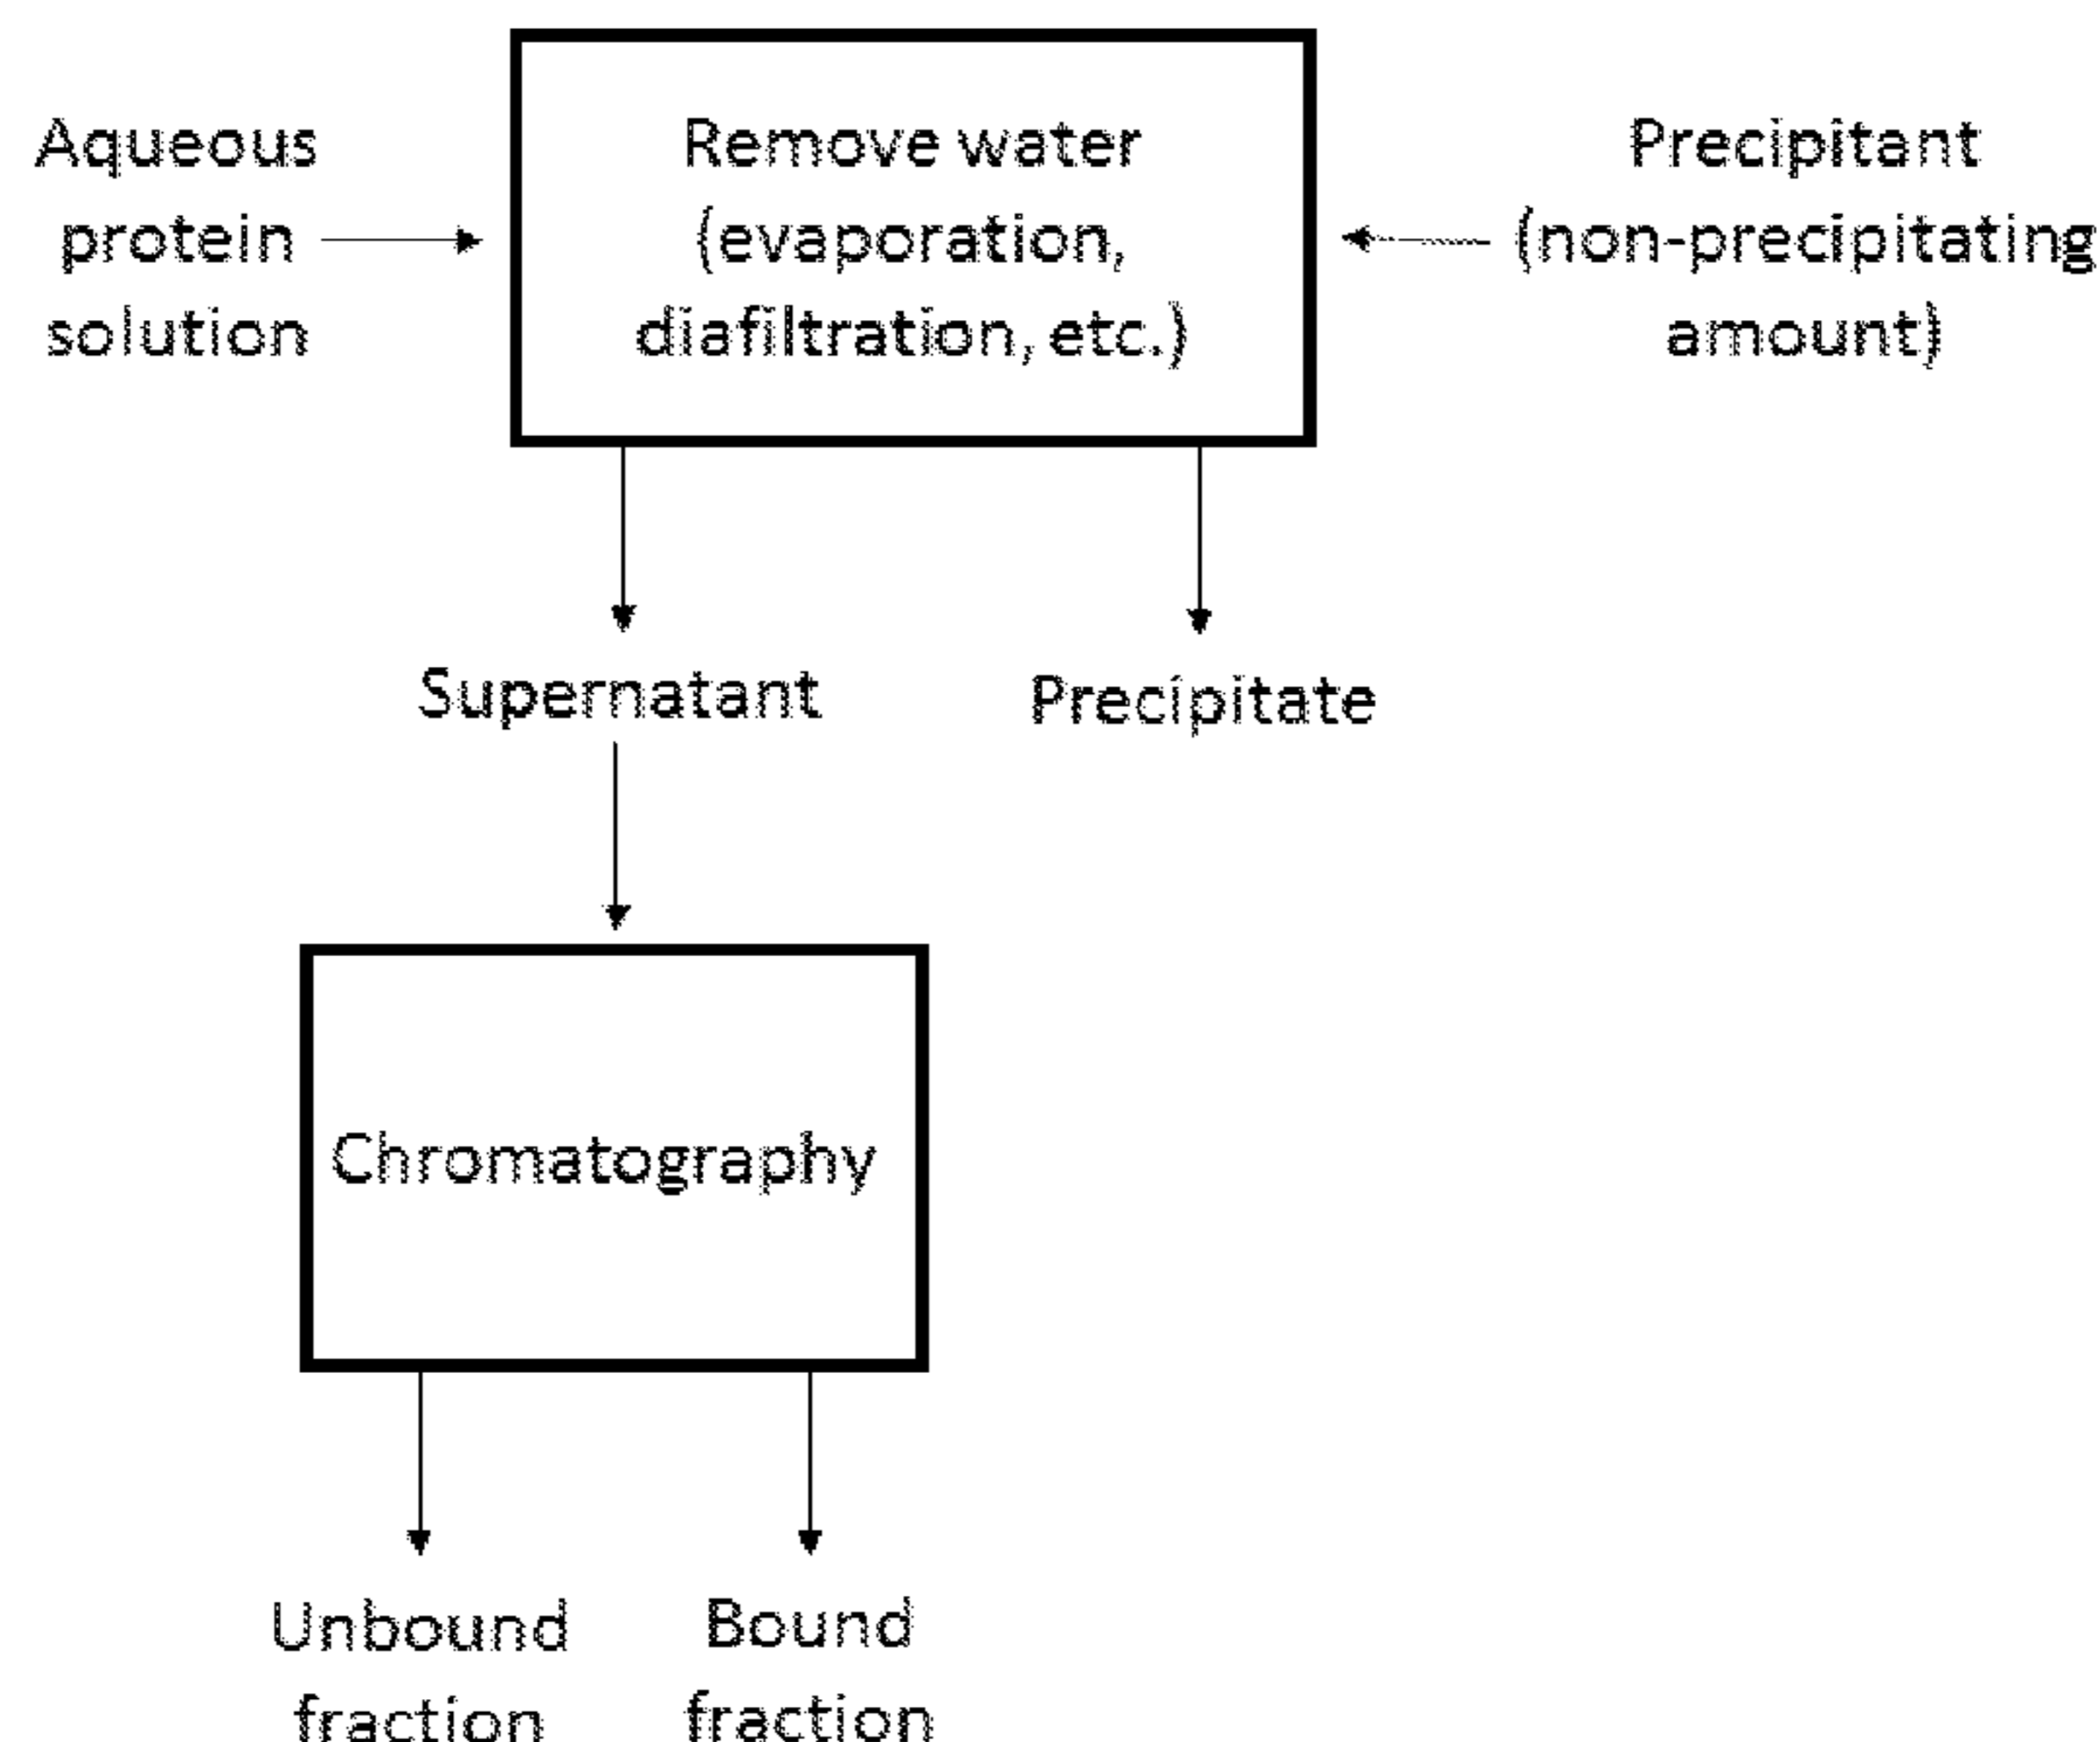 Aqueous
protein
solution
Remove water
(evaporation,
diafiltration, etc.)
Precipitant
(non-precipitating
amount)
Supernatant
Precipitate
Chromatography
Unbound
fraction
Bound
fraction